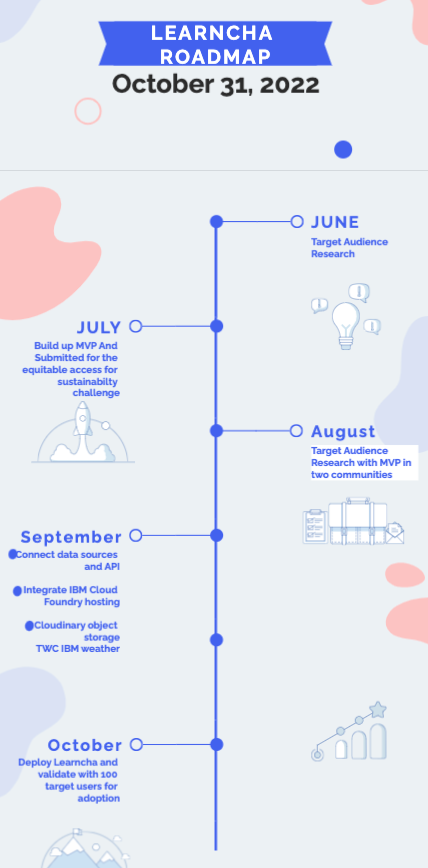 LEARNCHA
ROADMAP
October 31, 2022
JUNE
Target Audience
Research
JULY
Build up MVP And
Submitted for the
equitable access for
sustainabilty
challenge
August
Target Audience
Research with MVP in
two communities
September
Connect data sources
and API
Integrate IBM Cloud
Foundry hosting
Cloudinary object
storage
TWC IBM weather
October
Deploy Learncha and
validate with 100
target users for
adoption